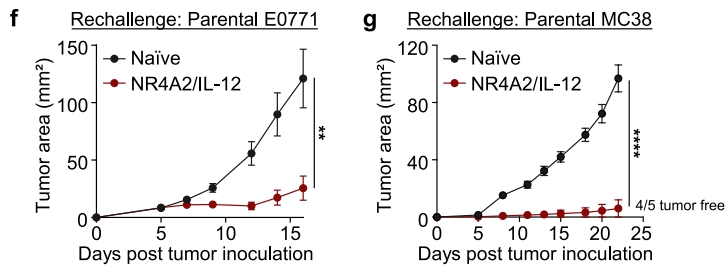 f
Rechallenge: Parental E0771
Tumor area (mm²)
150
100
50
0
Naïve
NR4A2/IL-12
**
0
5
10
15
Days post tumor inoculation
g
Rechallenge: Parental MC38
Tumor area (mm²)
120
80
40
0
Naïve
NR4A2/IL-12
****
4/5 tumor free
0
5
10
15
20
25
Days post tumor inoculation